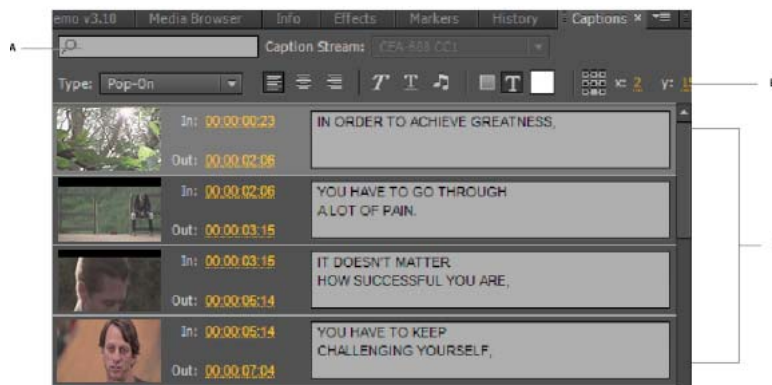 emo v3.10 Media Browser Info Effects Markers History Captions ×
A
Caption Stream: CEA-608 CC1
Type: Pop-On T T T x: 2 y: 15
In: 00:00:00:23
IN ORDER TO ACHIEVE GREATNESS,
Out: 00:00:02:06
In: 00:00:02:06
YOU HAVE TO GO THROUGH
A LOT OF PAIN.
Out: 00:00:03:15
In: 00:00:03:15
IT DOESN'T MATTER
HOW SUCCESSFUL YOU ARE,
Out: 00:00:05:14
In: 00:00:05:14
YOU HAVE TO KEEP
CHALLENGING YOURSELF,
Out: 00:00:07:04